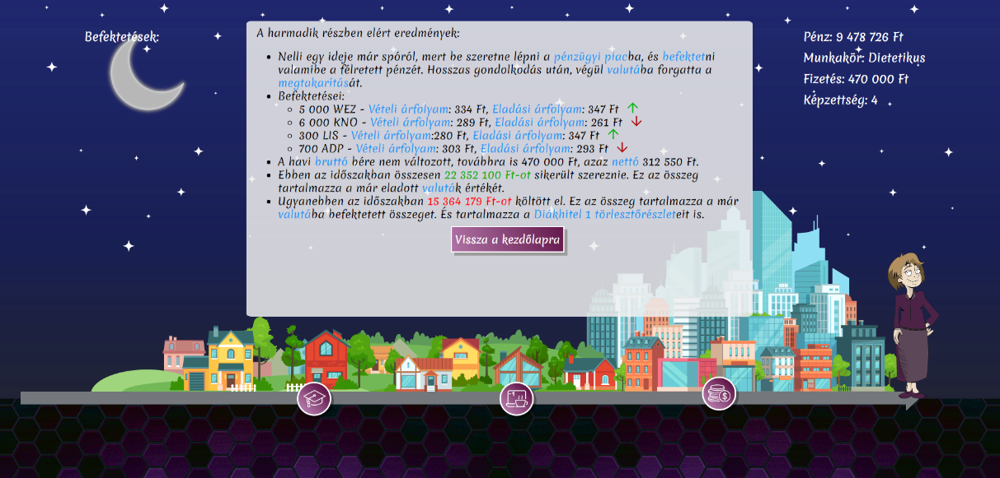 Befektetések:
A harmadik részben elért eredmények:
Nelli egy ideje már spóról, mert be szeretne lépni a pénzügyi piacba, és befektetni
valamibe a félretett pénzét. Hosszas gondolkodás után, végül valutába forgatta a
megtakarítását.
Befektetései:
5 000 WEZ - Vételi árfolyam: 334 Ft, Eladási árfolyam: 347 Ft ↑
6 000 KNO - Vételi árfolyam: 289 Ft, Eladási árfolyam: 261 Ft ↓
300 LIS - Vételi árfolyam:280 Ft, Eladási árfolyam: 347 Ft ↑
700 ADP - Vételi árfolyam: 303 Ft, Eladási árfolyam: 293 Ft ↓
A havi bruttó bére nem változott, továbbra is 470 000 Ft, azaz nettó 312 550 Ft.
Ebben az időszakban összesen 22 352 100 Ft-ot sikerült szereznie. Ez az összeg
tartalmazza a már eladott valuták értékét.
Ugyanebben az időszakban 15 364 179 Ft-ot költött el. Ez az összeg tartalmazza a már
valutába befektetett összeget. És tartalmazza a Diákhitel 1 törlesztőrészleteit is.
Vissza a kezdőlapra
Pénz: 9 478 726 Ft
Munkakör: Dietetikus
Fizetés: 470 000 Ft
Képzettség: 4